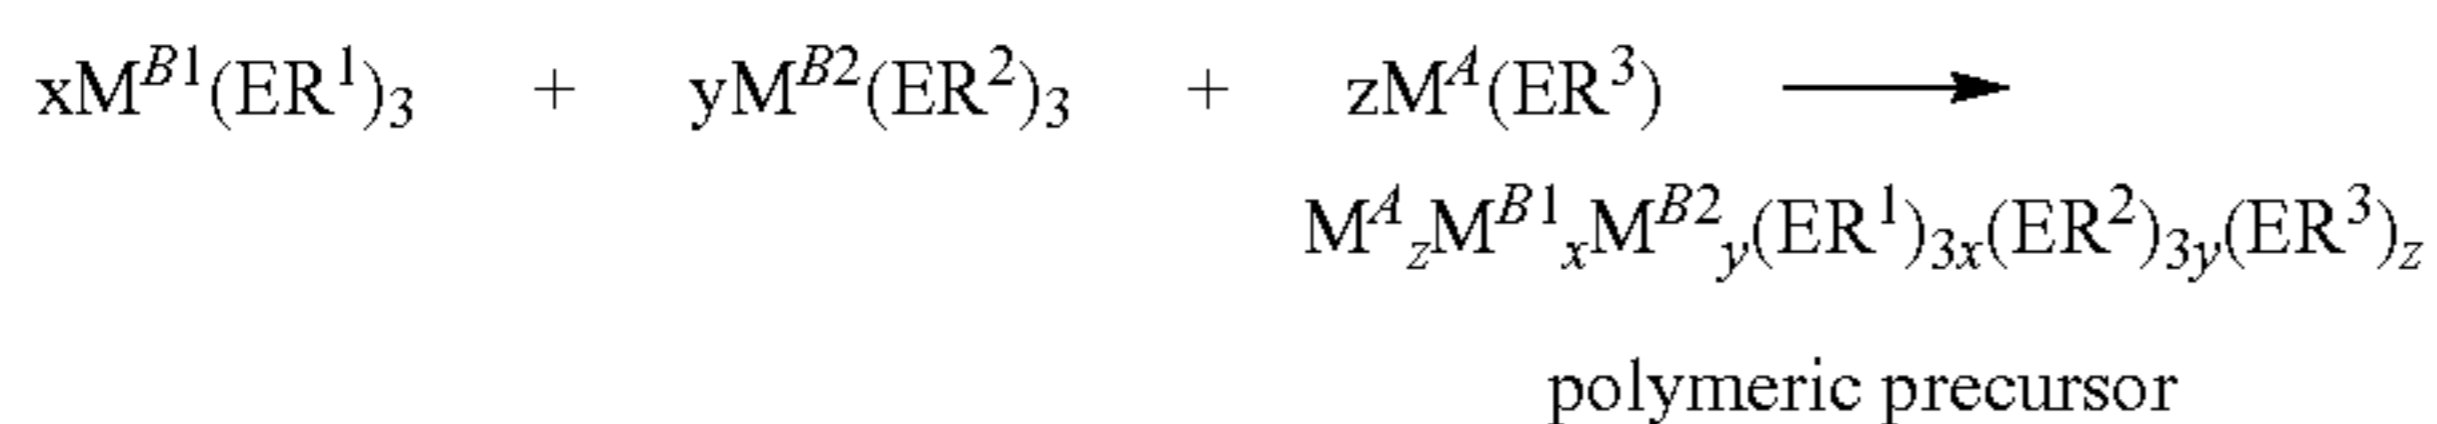 xM^{B1}(ER^1)_3 + yM^{B2}(ER^2)_3 + zM^A(ER^3) ⟶
M^A_zM^{B1}_xM^{B2}_y(ER^1)_{3x}(ER^2)_{3y}(ER^3)_z
polymeric precursor